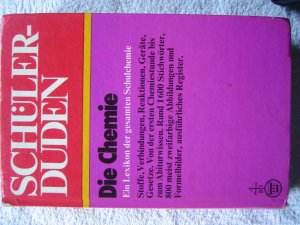 SCHÜLER-
DUDEN
Die Chemie
Ein Lexikon der gesamten Schulchemie
Stoffe, Verbindungen, Reaktionen, Geräte,
Gesetze. Von der ersten Chemiestunde bis
zum Abiturwissen. Rund 1600 Stichwörter,
800 meist zweifarbige Abbildungen und
Formelbilder, ausführliches Register.